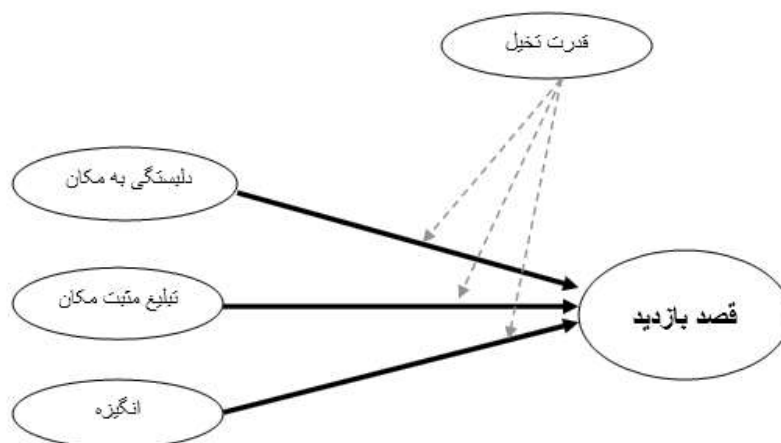 قدرت تخیل
دلبستگی به مکان
تبلیغ مثبت مکان
قصد بازدید
انگیزه